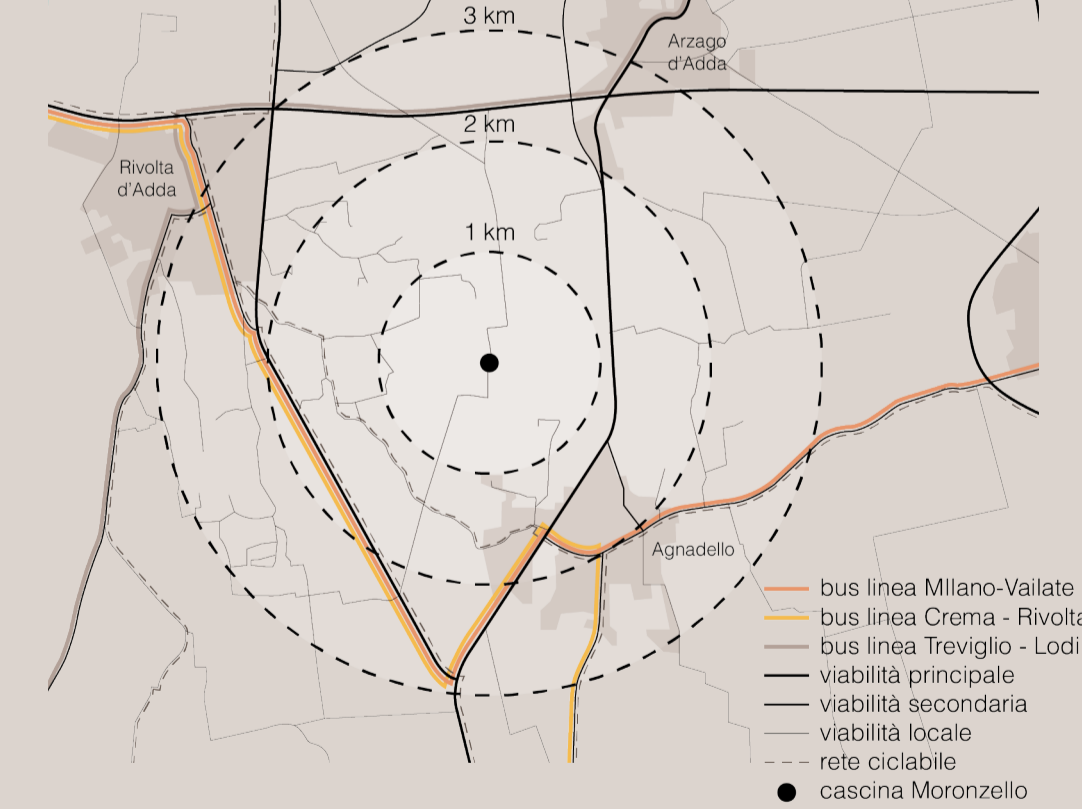 3 km
Arzago
d'Adda
2 km
Rivolta
d'Adda
1 km
Agnadello
bus linea MIlano-Vailate
bus linea Crema - Rivolta
bus linea Treviglio - Lodi
viabilità principale
viabilità secondaria
viabilità locale
rete ciclabile
cascina Moronzello